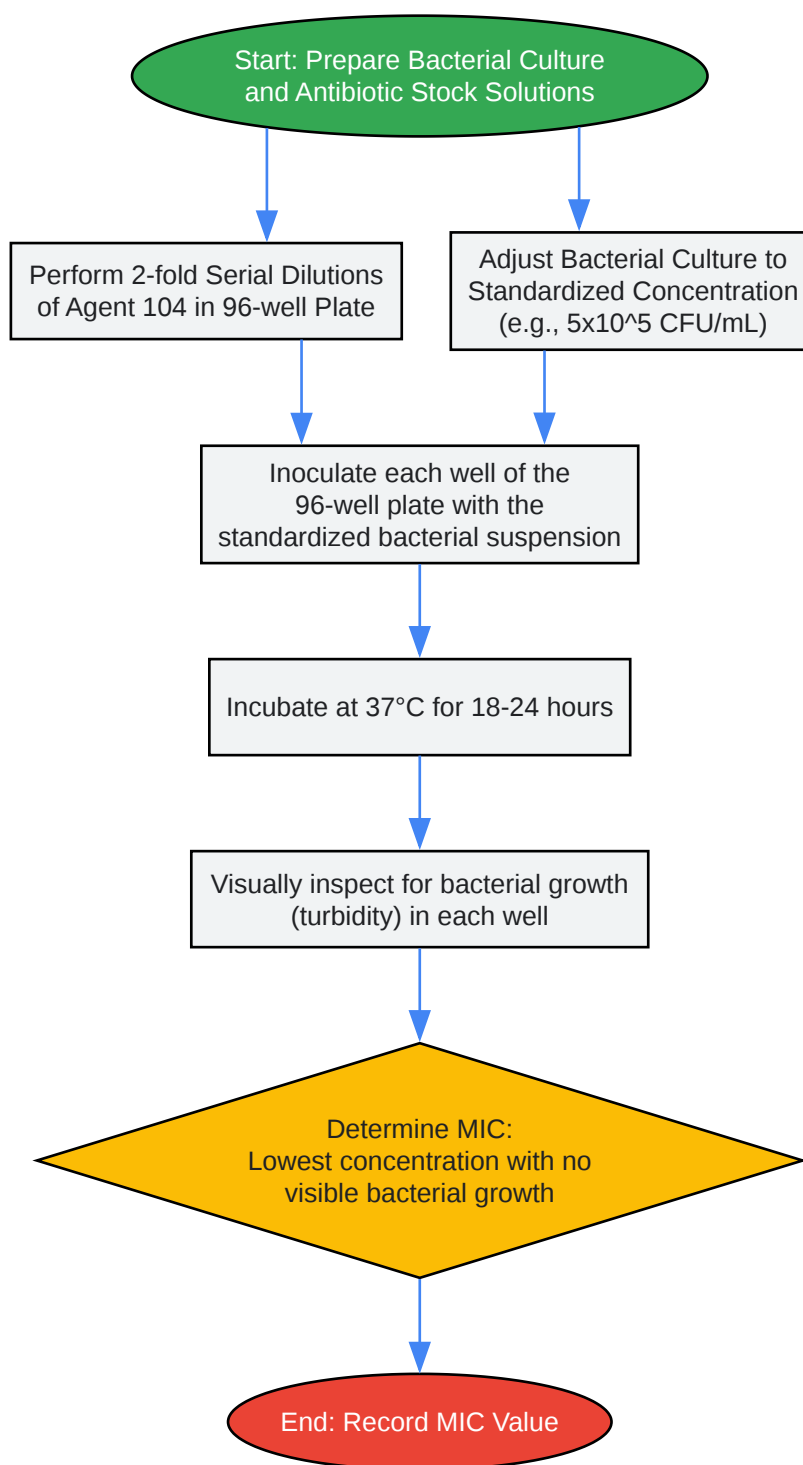 Start: Prepare Bacterial Culture
and Antibiotic Stock Solutions
Perform 2-fold Serial Dilutions
of Agent 104 in 96-well Plate
Adjust Bacterial Culture to
Standardized Concentration
(e.g., 5x10^5 CFU/mL)
Inoculate each well of the
96-well plate with the
standardized bacterial suspension
Incubate at 37°C for 18-24 hours
Visually inspect for bacterial growth
(turbidity) in each well
Determine MIC:
Lowest concentration with no
visible bacterial growth
End: Record MIC Value